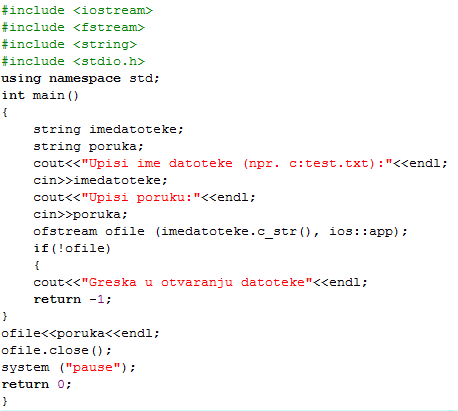 #include <iostream>
#include <fstream>
#include <string>
#include <stdio.h>
using namespace std;
int main()
{
    string imedatoteke;
    string poruka;
    cout<<"Upisi ime datoteke (npr. c:test.txt):"<<endl;
    cin>>imedatoteke;
    cout<<"Upisi poruku:"<<endl;
    cin>>poruka;
    ofstream ofile (imedatoteke.c_str(), ios::app);
    if(!ofile)
    {
    cout<<"Greska u otvaranju datoteke"<<endl;
    return -1;
}
ofile<<poruka<<endl;
ofile.close();
system ("pause");
return 0;
}